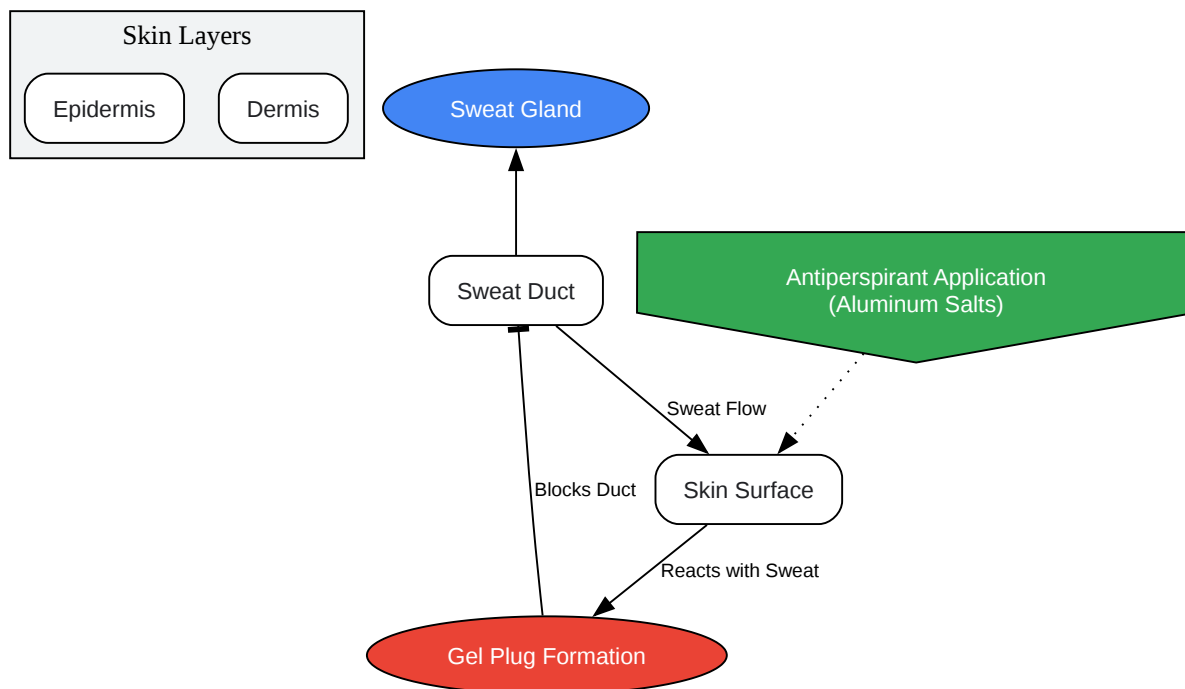 Skin Layers
Epidermis
Dermis
Sweat Gland
Antiperspirant Application
(Aluminum Salts)
Sweat Duct
Sweat Flow
Blocks Duct
Skin Surface
Reacts with Sweat
Gel Plug Formation